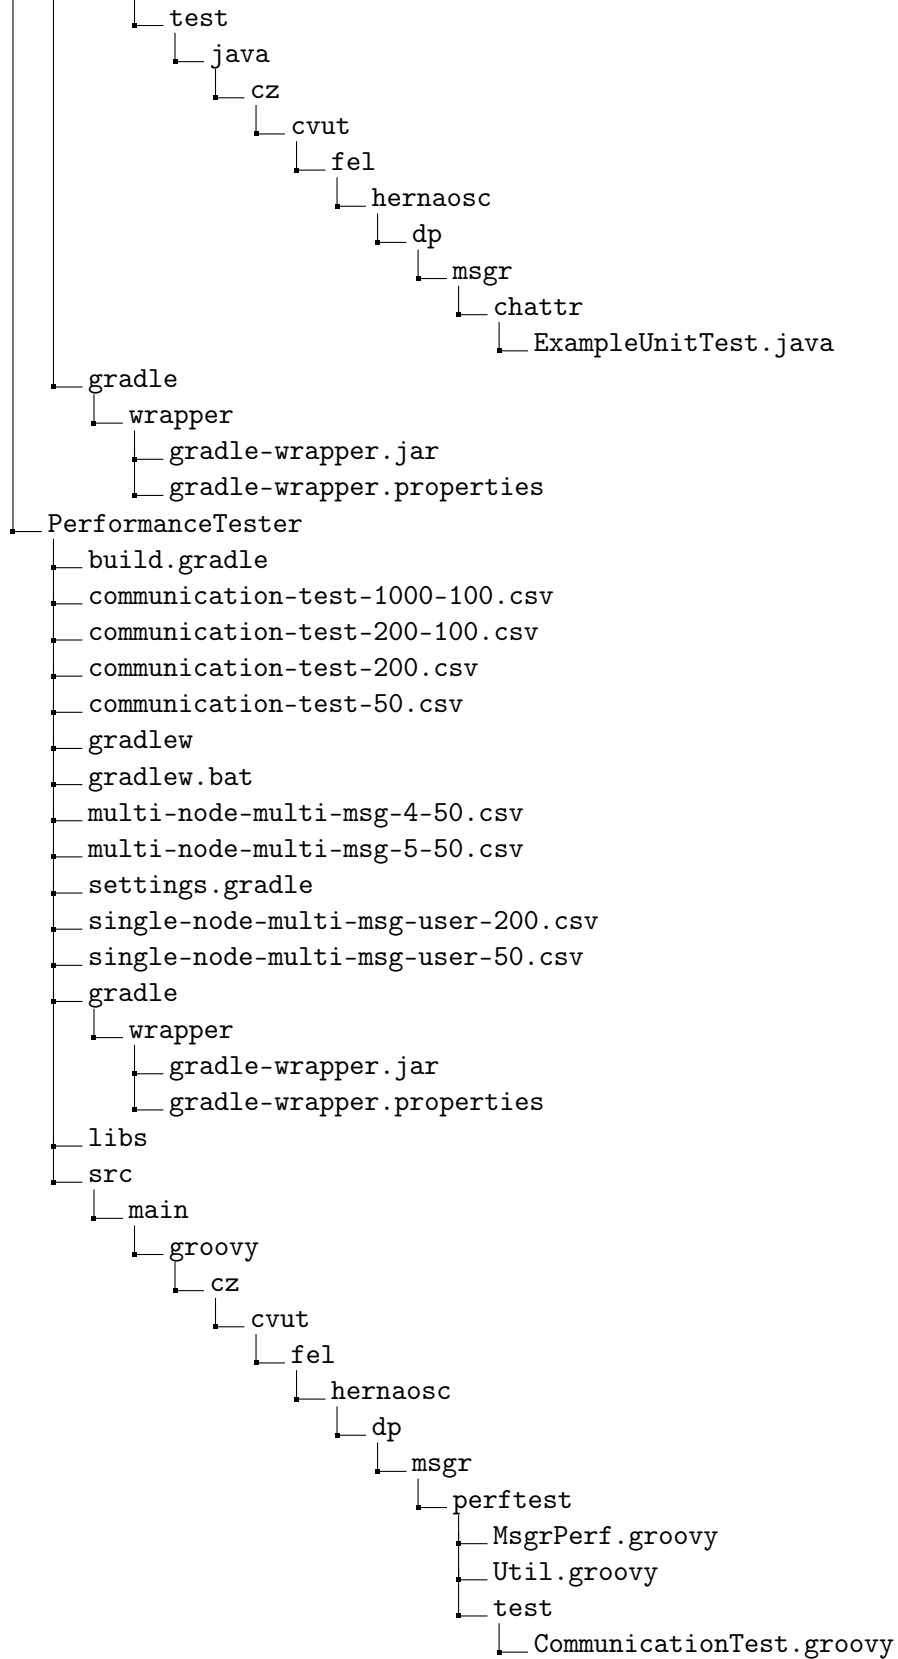 test
java
cz
cvut
fel
hernaosc
dp
msgr
chattr
ExampleUnitTest.java
gradle
wrapper
gradle-wrapper.jar
gradle-wrapper.properties
PerformanceTester
build.gradle
communication-test-1000-100.csv
communication-test-200-100.csv
communication-test-200.csv
communication-test-50.csv
gradlew
gradlew.bat
multi-node-multi-msg-4-50.csv
multi-node-multi-msg-5-50.csv
settings.gradle
single-node-multi-msg-user-200.csv
single-node-multi-msg-user-50.csv
gradle
wrapper
gradle-wrapper.jar
gradle-wrapper.properties
libs
src
main
groovy
cz
cvut
fel
hernaosc
dp
msgr
perftest
MsgrPerf.groovy
Util.groovy
test
CommunicationTest.groovy